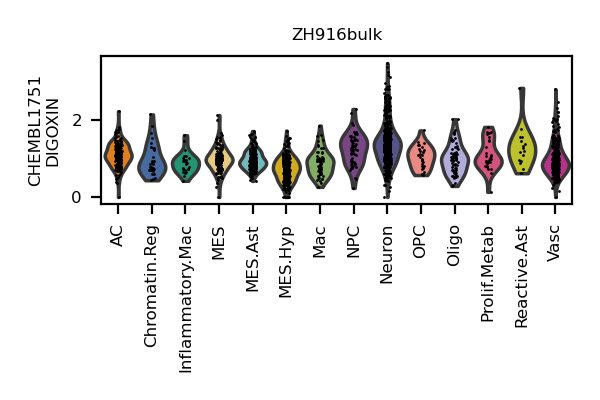 ZH916bulk
CHEMBL1751
DIGOXIN
2
0
AC
Chromatin.Reg
Inflammatory.Mac
MES
MES.Ast
MES.Hyp
Mac
NPC
Neuron
OPC
Oligo
Prolif.Metab
Reactive.Ast
Vasc